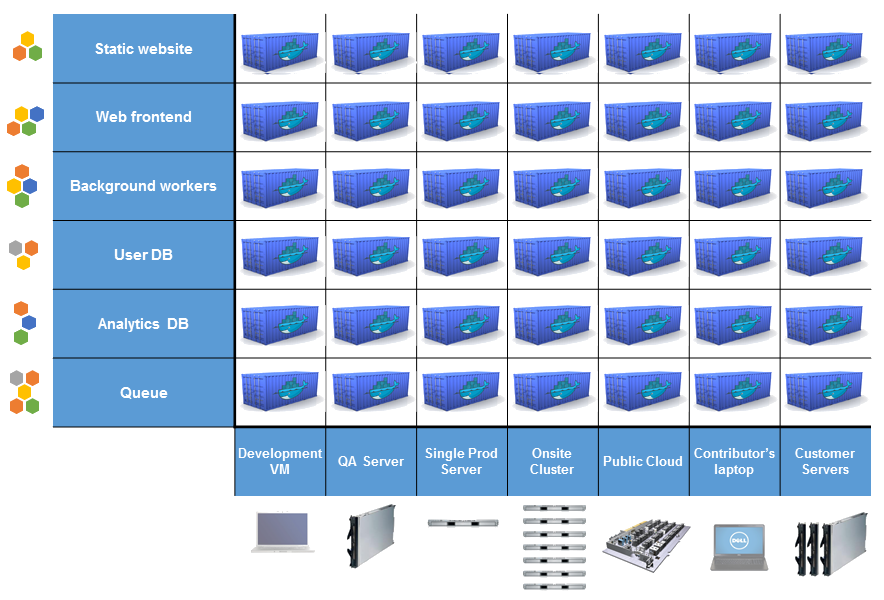 Static website
Web frontend
Background workers
User DB
Analytics  DB
Queue
Development
VM
QA  Server
Single Prod
Server
Onsite
Cluster
Public Cloud
Contributor's
laptop
Customer
Servers
DELL